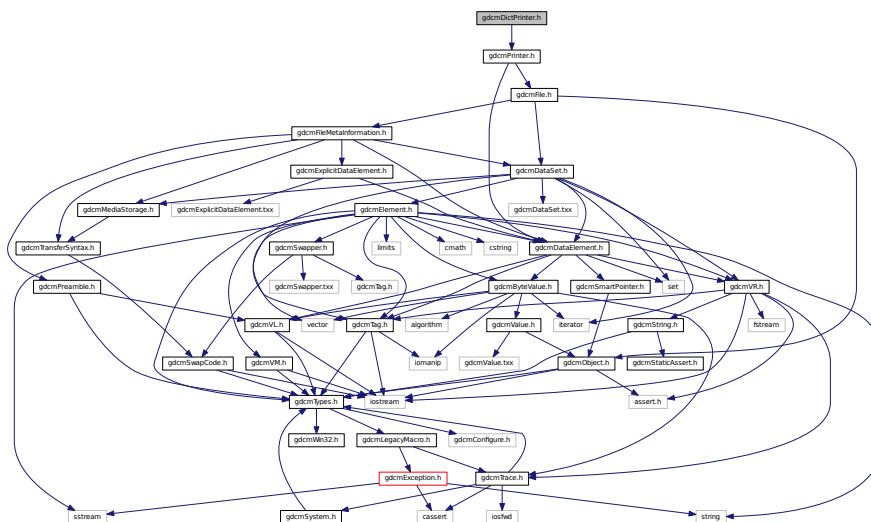 gdcmDictPrinter.h
gdcmPrinter.h
gdcmFile.h
gdcmFileMetaInformation.h
gdcmExplicitDataElement.h
gdcmDataSet.h
gdcmMediaStorage.h
gdcmExplicitDataElement.txx
gdcmElement.h
gdcmDataSet.txx
gdcmTransferSyntax.h
gdcmSwapper.h
limits
cmath
cstring
gdcmDataElement.h
gdcmPreamble.h
gdcmSwapper.txx
gdcmTag.h
gdcmByteValue.h
gdcmSmartPointer.h
set
gdcmVR.h
gdcmVL.h
vector
gdcmTag.h
algorithm
gdcmValue.h
iterator
gdcmString.h
fstream
gdcmSwapCode.h
gdcmVM.h
iomanip
gdcmValue.txx
gdcmObject.h
gdcmStaticAssert.h
gdcmTypes.h
iostream
assert.h
gdcmWin32.h
gdcmLegacyMacro.h
gdcmConfigure.h
gdcmException.h
gdcmTrace.h
sstream
gdcmSystem.h
cassert
iosfwd
string